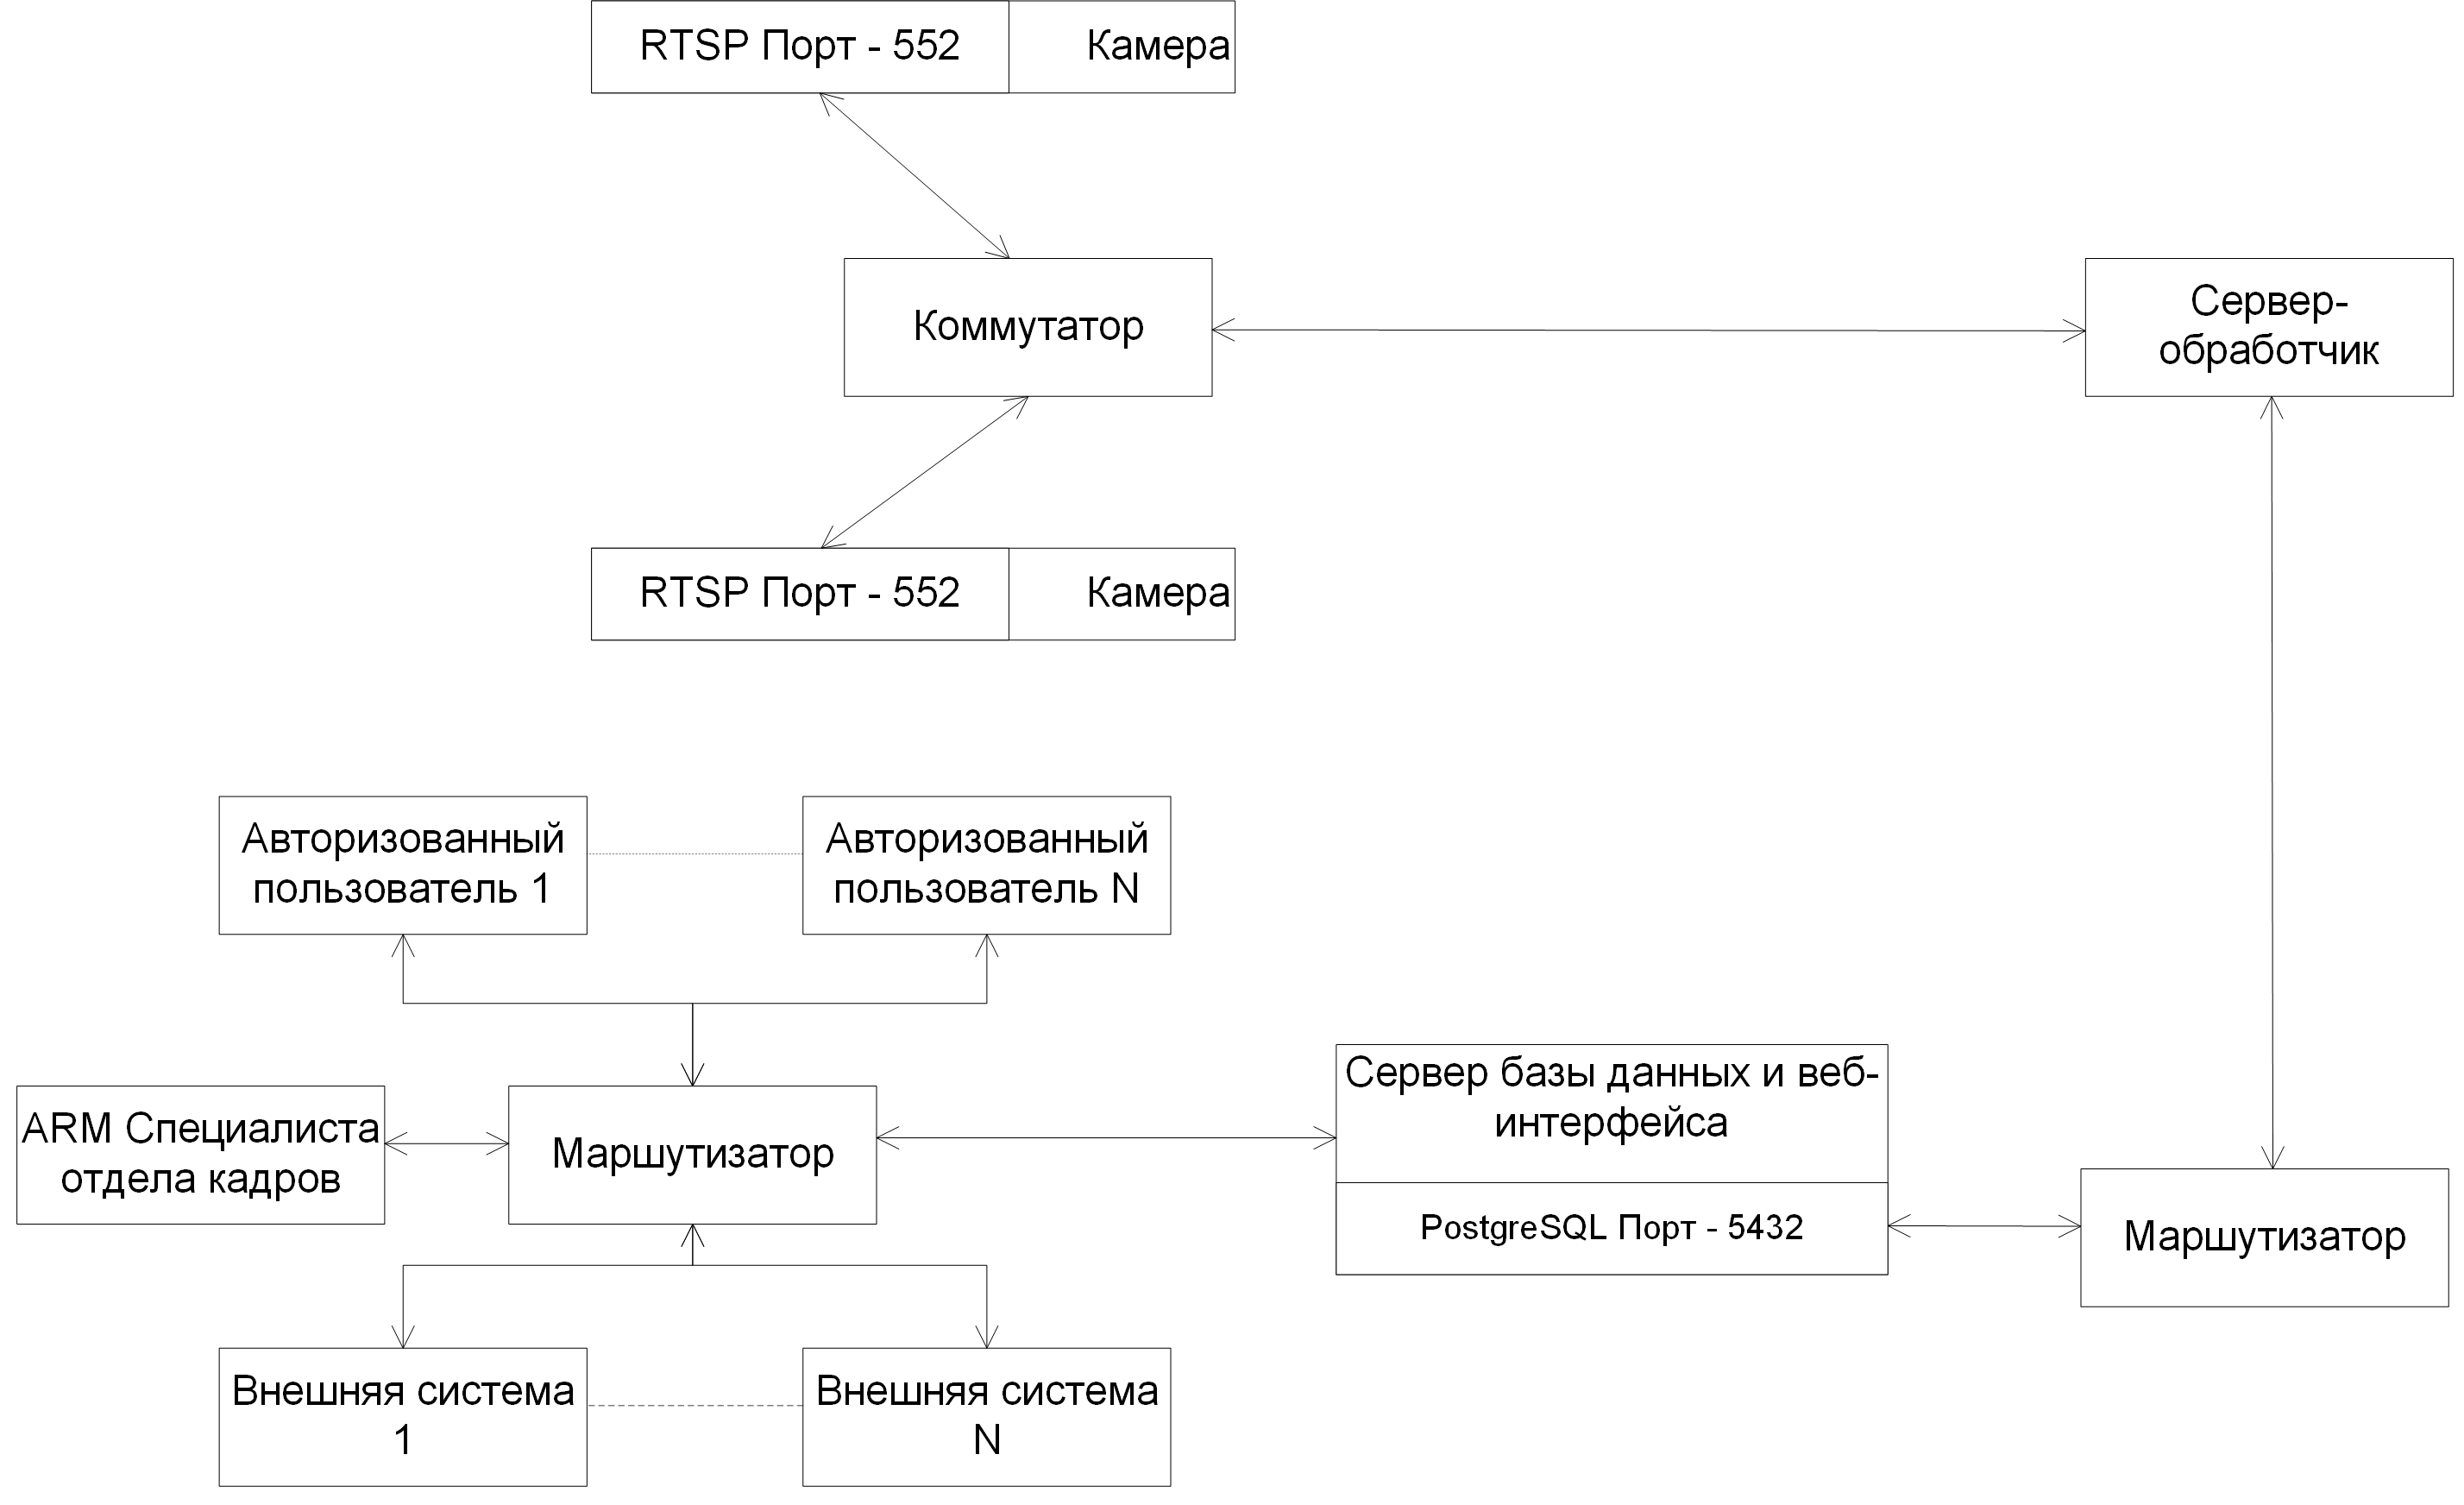 RTSP Порт - 552
Камера
Коммутатор
Сервер-
обработчик
RTSP Порт - 552
Камера
Авторизованный
пользователь 1
Авторизованный
пользователь N
ARM Специалиста
отдела кадров
Маршутизатор
Сервер базы данных и веб-
интерфейса
PostgreSQL Порт - 5432
Маршутизатор
Внешняя система
1
Внешняя система
N